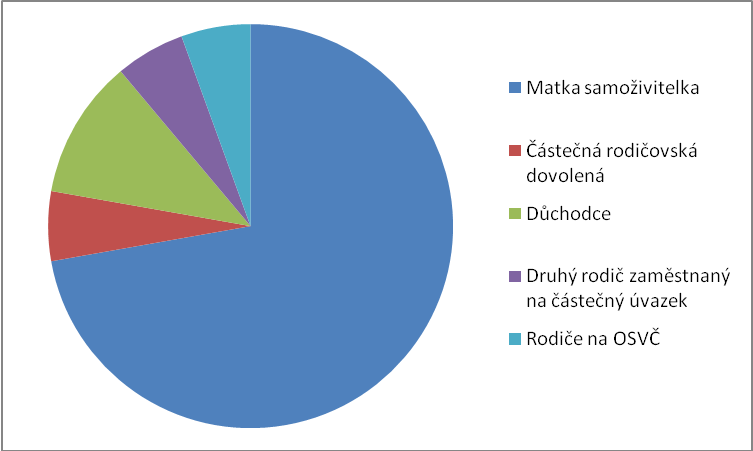 Matka samoživitelka
Částečná rodičovská
dovolená
Důchodce
Druhý rodič zaměstnaný
na částečný úvazek
Rodiče na OSVČ